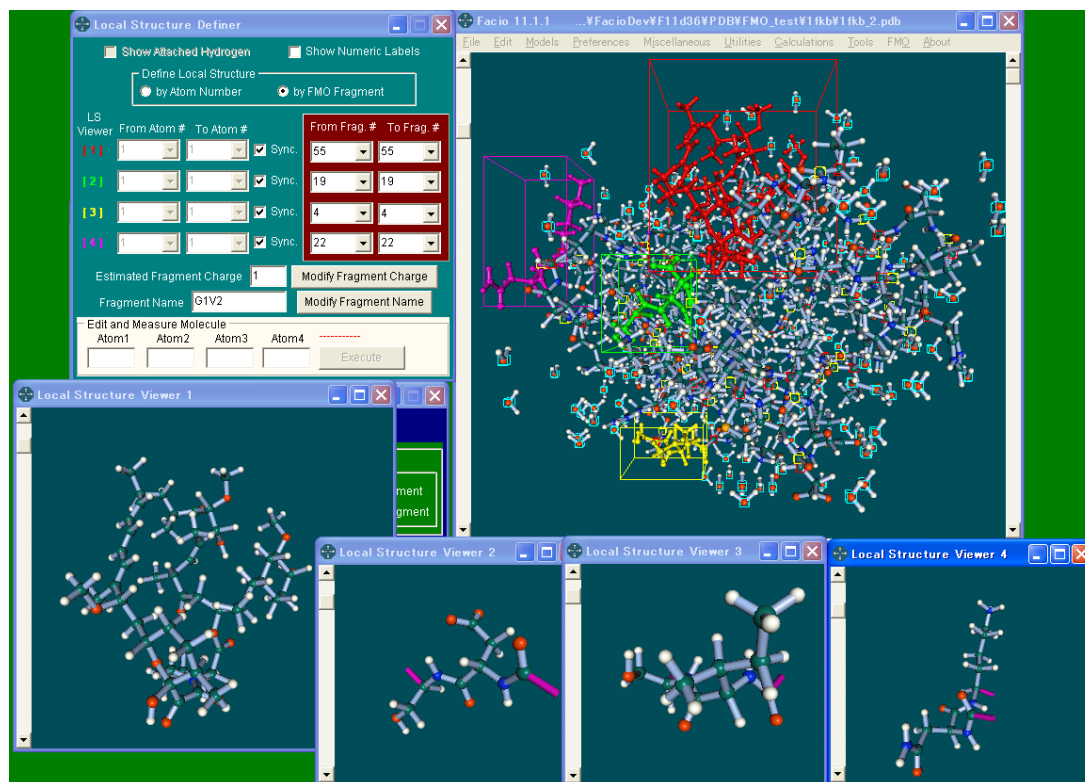 Local Structure Definer
Show Attached Hydrogen
Show Numeric Labels
Define Local Structure
by Atom Number
by FMO Fragment
LS
Viewer
From Atom #
To Atom #
From Frag. #
To Frag. #
[1]
1
1
Sync.
55
55
[2]
1
1
Sync.
19
19
[3]
1
1
Sync.
4
4
[4]
1
1
Sync.
22
22
Estimated Fragment Charge
1
Modify Fragment Charge
Fragment Name
G1V2
Modify Fragment Name
Edit and Measure Molecule
Atom1
Atom2
Atom3
Atom4
-----------
Execute
Facio 11.1.1 ...¥FacioDev¥F11d36¥PDB¥FMO_test¥1fkb¥1fkb_2.pdb
File Edit Models Preferences Miscellaneous Utilities Calculations Tools FMO About
Local Structure Viewer 1
ment
gment
Local Structure Viewer 2
Local Structure Viewer 3
Local Structure Viewer 4